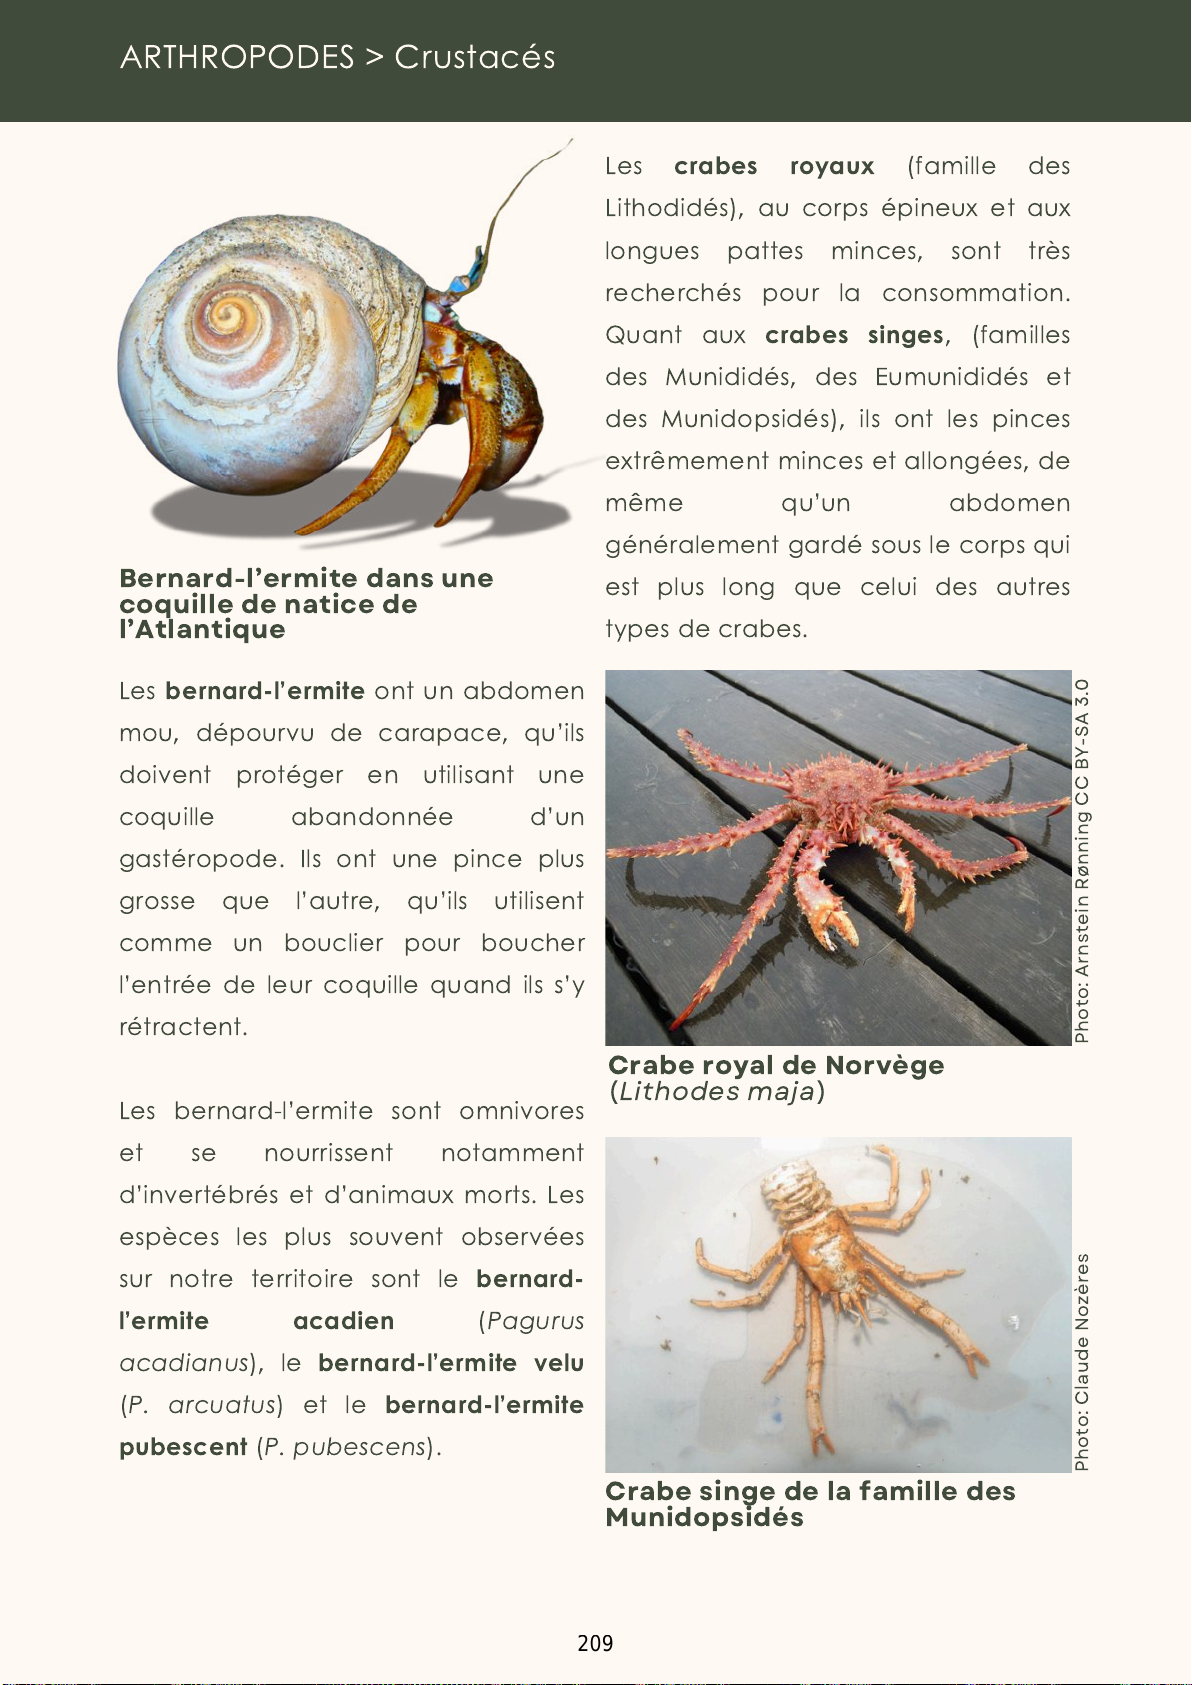 ARTHROPODES > Crustacés
Bernard-l’ermite dans une
coquille de natice de
l’Atlantique
Les bernard-l’ermite ont un abdomen
mou, dépourvu de carapace, qu’ils
doivent protéger en utilisant une
coquille abandonnée d’un
gastéropode. Ils ont une pince plus
grosse que l’autre, qu’ils utilisent
comme un bouclier pour boucher
l’entrée de leur coquille quand ils s’y
rétractent.
Les bernard-l’ermite sont omnivores
et se nourrissent notamment
d’invertébrés et d’animaux morts. Les
espèces les plus souvent observées
sur notre territoire sont le bernard-
l’ermite acadien (Pagurus
acadianus), le bernard-l’ermite velu
(P. arcuatus) et le bernard-l’ermite
pubescent (P. pubescens).
Les crabes royaux (famille des
Lithodidés), au corps épineux et aux
longues pattes minces, sont très
recherchés pour la consommation.
Quant aux crabes singes, (familles
des Munididés, des Eumunididés et
des Munidopsidés), ils ont les pinces
extrêmement minces et allongées, de
même qu’un abdomen
généralement gardé sous le corps qui
est plus long que celui des autres
types de crabes.
Photo: Arnstein Rønning CC BY-SA 3.0
Crabe royal de Norvège
(Lithodes maja)
Photo: Claude Nozères
Crabe singe de la famille des
Munidopsidés
209